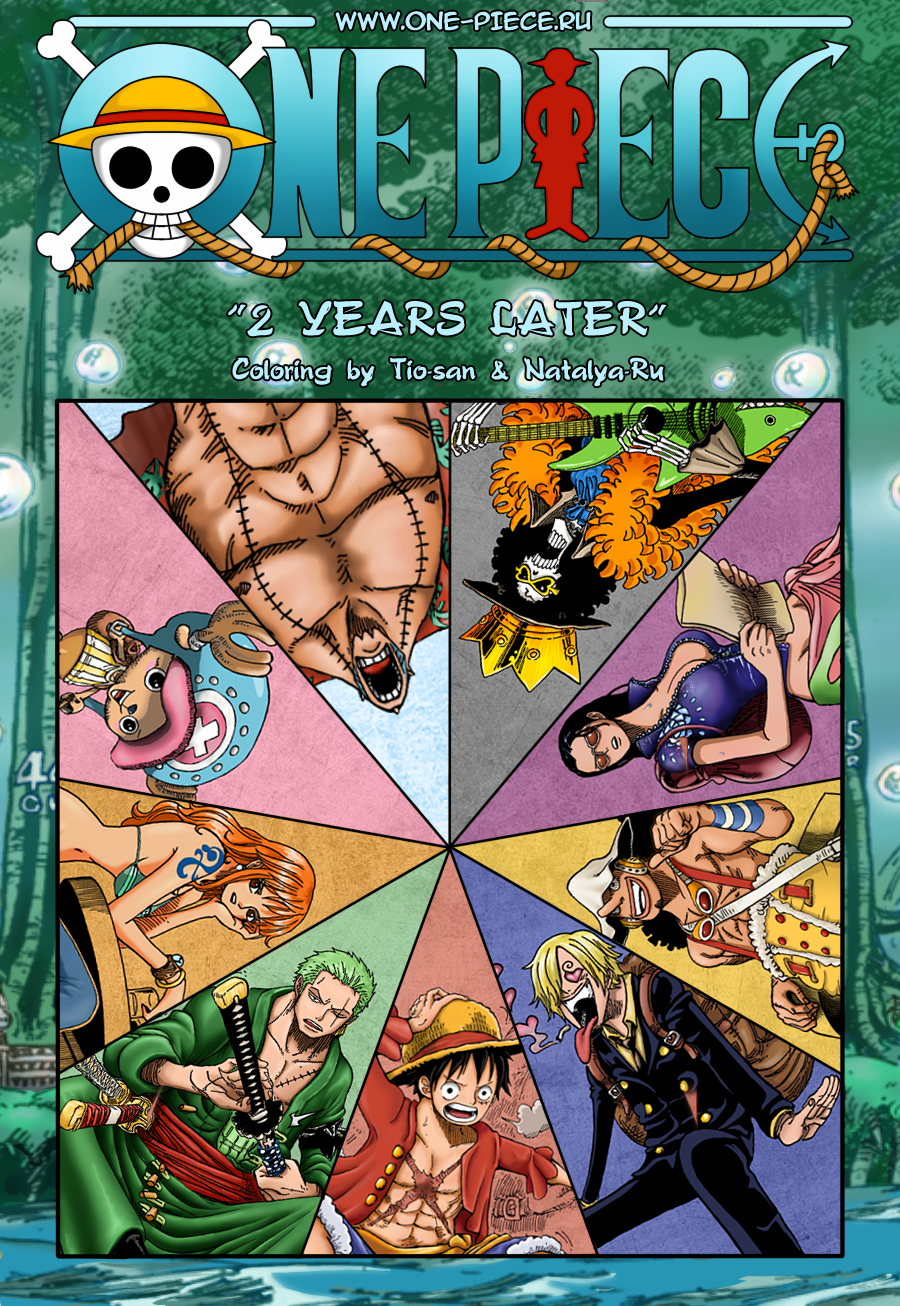 WWW.ONE-PIECE.RU
ONE PIECE
"2 YEARS LATER"
Coloring by Tio-san & Natalya-Ru